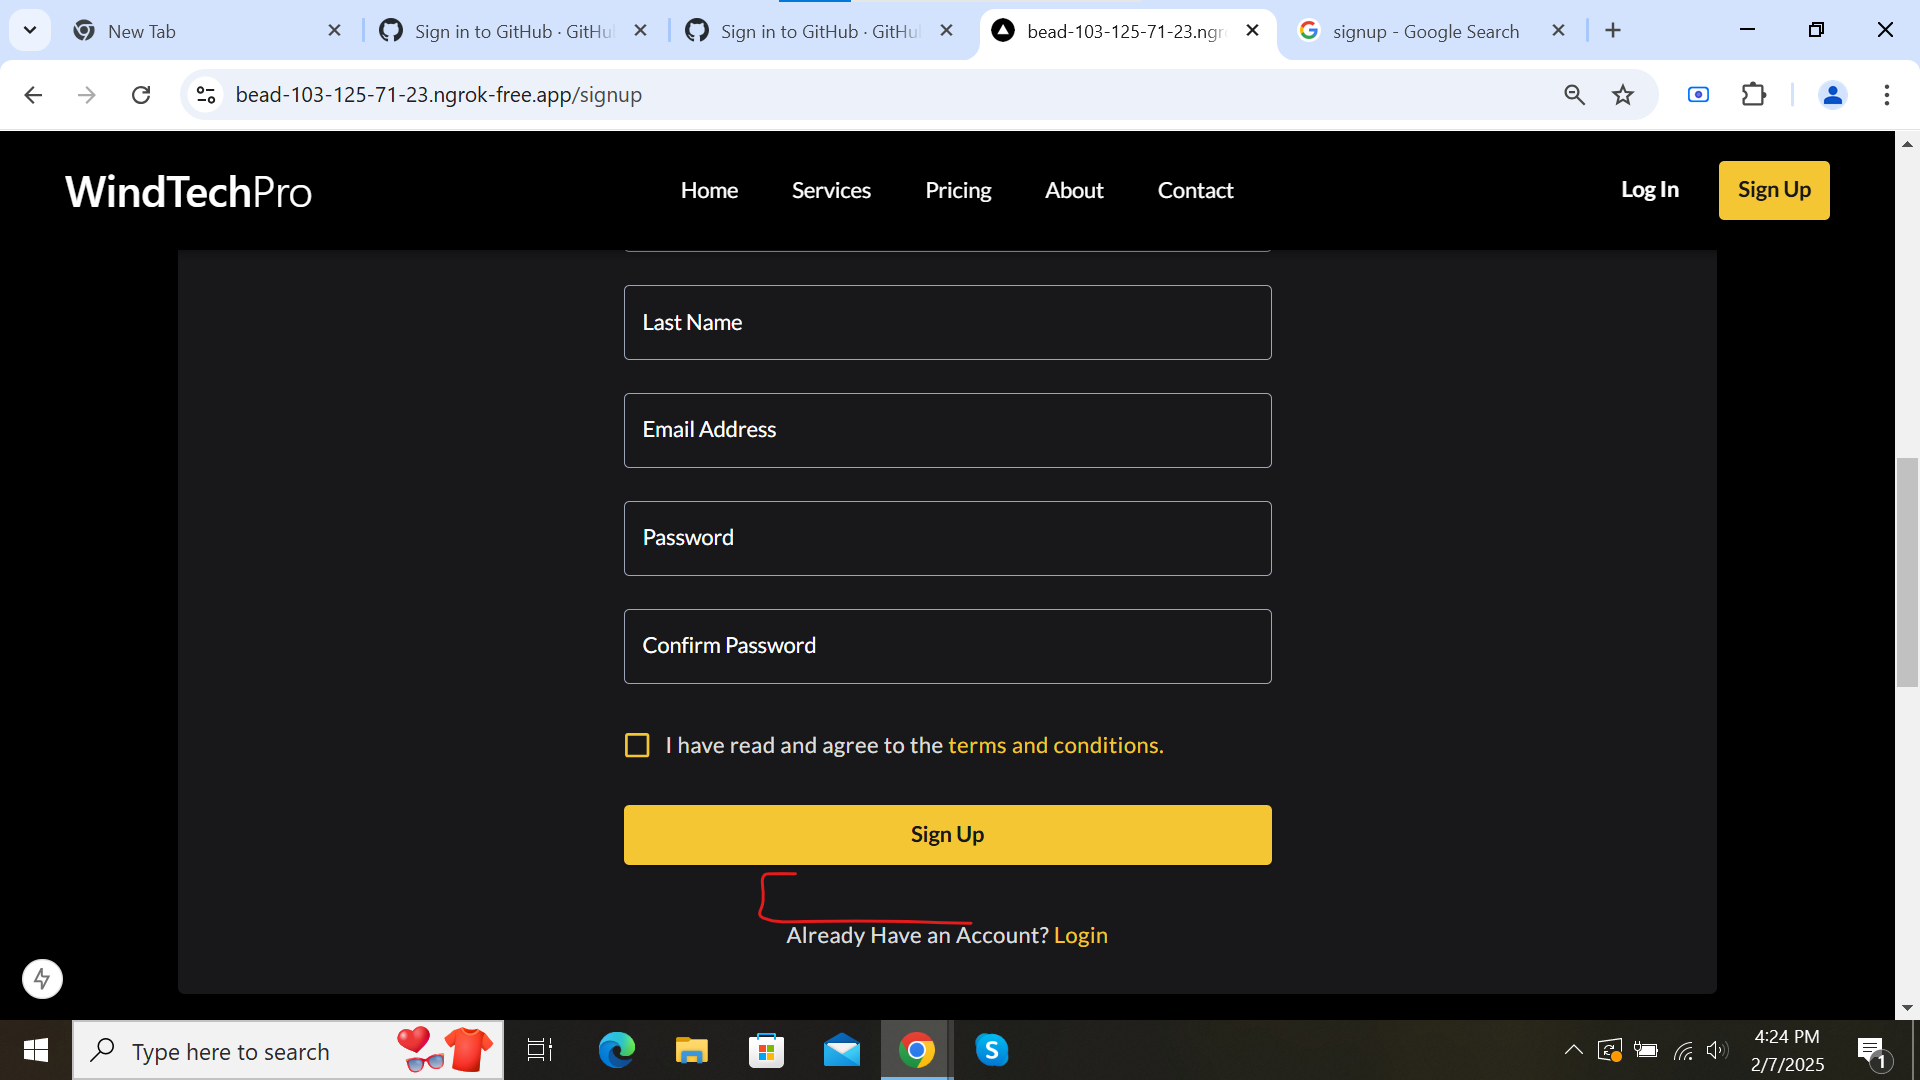 New Tab
Sign in to GitHub · GitHu
Sign in to GitHub · GitHu
bead-103-125-71-23.ngr
signup - Google Search
bead-103-125-71-23.ngrok-free.app/signup
WindTechPro
Home
Services
Pricing
About
Contact
Log In
Sign Up
Last Name
Email Address
Password
Confirm Password
I have read and agree to the terms and conditions.
Sign Up
Already Have an Account? Login
Type here to search
4:24 PM
2/7/2025
1